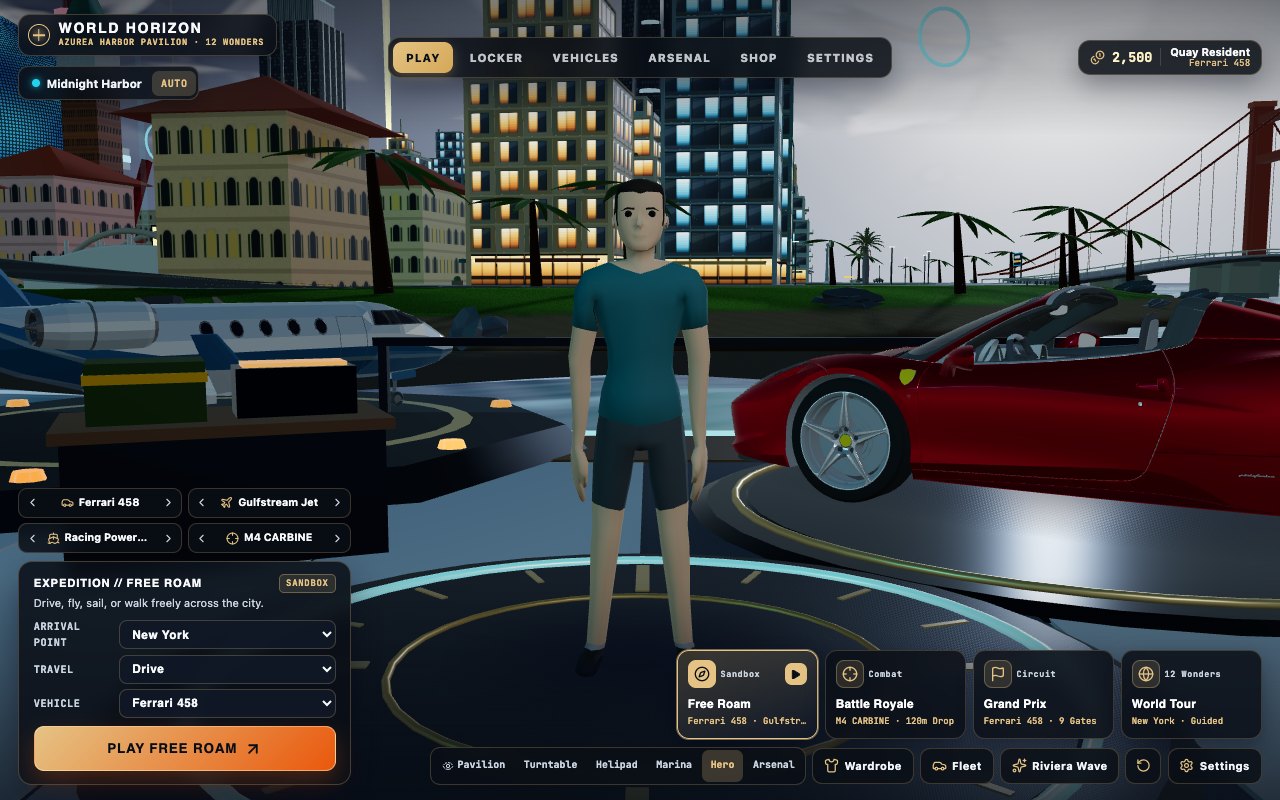 WORLD HORIZON
AZUREA HARBOR PAVILION · 12 WONDERS
Midnight Harbor AUTO
PLAY LOCKER VEHICLES ARSENAL SHOP SETTINGS
2,500 Quay Resident
Ferrari 458
Ferrari 458
Gulfstream Jet
Racing Power...
M4 CARBINE
EXPEDITION // FREE ROAM SANDBOX
Drive, fly, sail, or walk freely across the city.
ARRIVAL POINT New York
TRAVEL Drive
VEHICLE Ferrari 458
PLAY FREE ROAM
Sandbox
Free Roam
Ferrari 458 · Gulfstr…
Combat
Battle Royale
M4 CARBINE · 120m Drop
Circuit
Grand Prix
Ferrari 458 · 9 Gates
12 Wonders
World Tour
New York · Guided
Pavilion Turntable Helipad Marina Hero Arsenal
Wardrobe Fleet Riviera Wave Settings